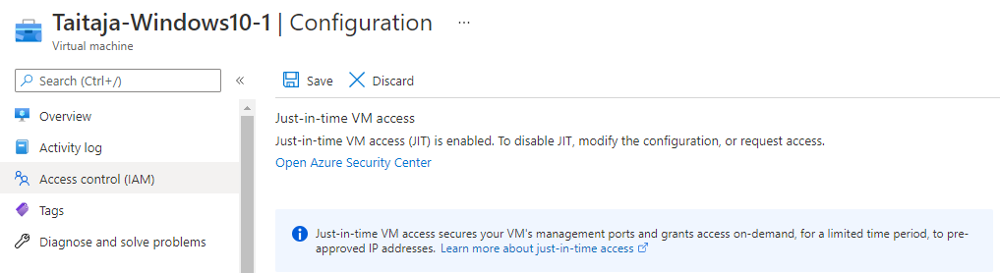 Taitaja-Windows10-1 | Configuration ...
Virtual machine
Search (Ctrl+/) «
Overview
Activity log
Access control (IAM)
Tags
Diagnose and solve problems
Save Discard
Just-in-time VM access
Just-in-time VM access (JIT) is enabled. To disable JIT, modify the configuration, or request access.
Open Azure Security Center
Just-in-time VM access secures your VM's management ports and grants access on-demand, for a limited time period, to pre-
approved IP addresses. Learn more about just-in-time access